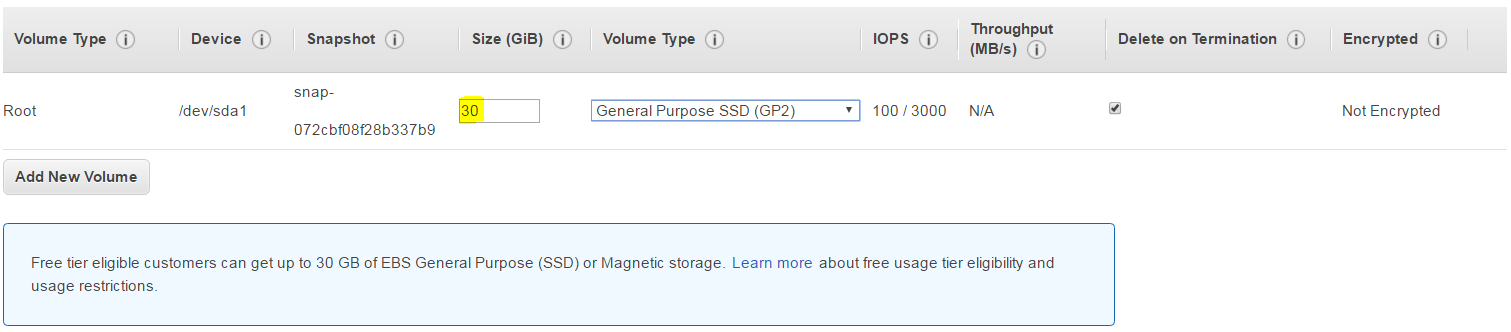 Volume Type Device Snapshot Size (GiB) Volume Type IOPS Throughput (MB/s) Delete on Termination Encrypted
Root /dev/sda1 snap-072cbf08f28b337b9 30 General Purpose SSD (GP2) 100 / 3000 N/A Not Encrypted
Add New Volume
Free tier eligible customers can get up to 30 GB of EBS General Purpose (SSD) or Magnetic storage. Learn more about free usage tier eligibility and
usage restrictions.